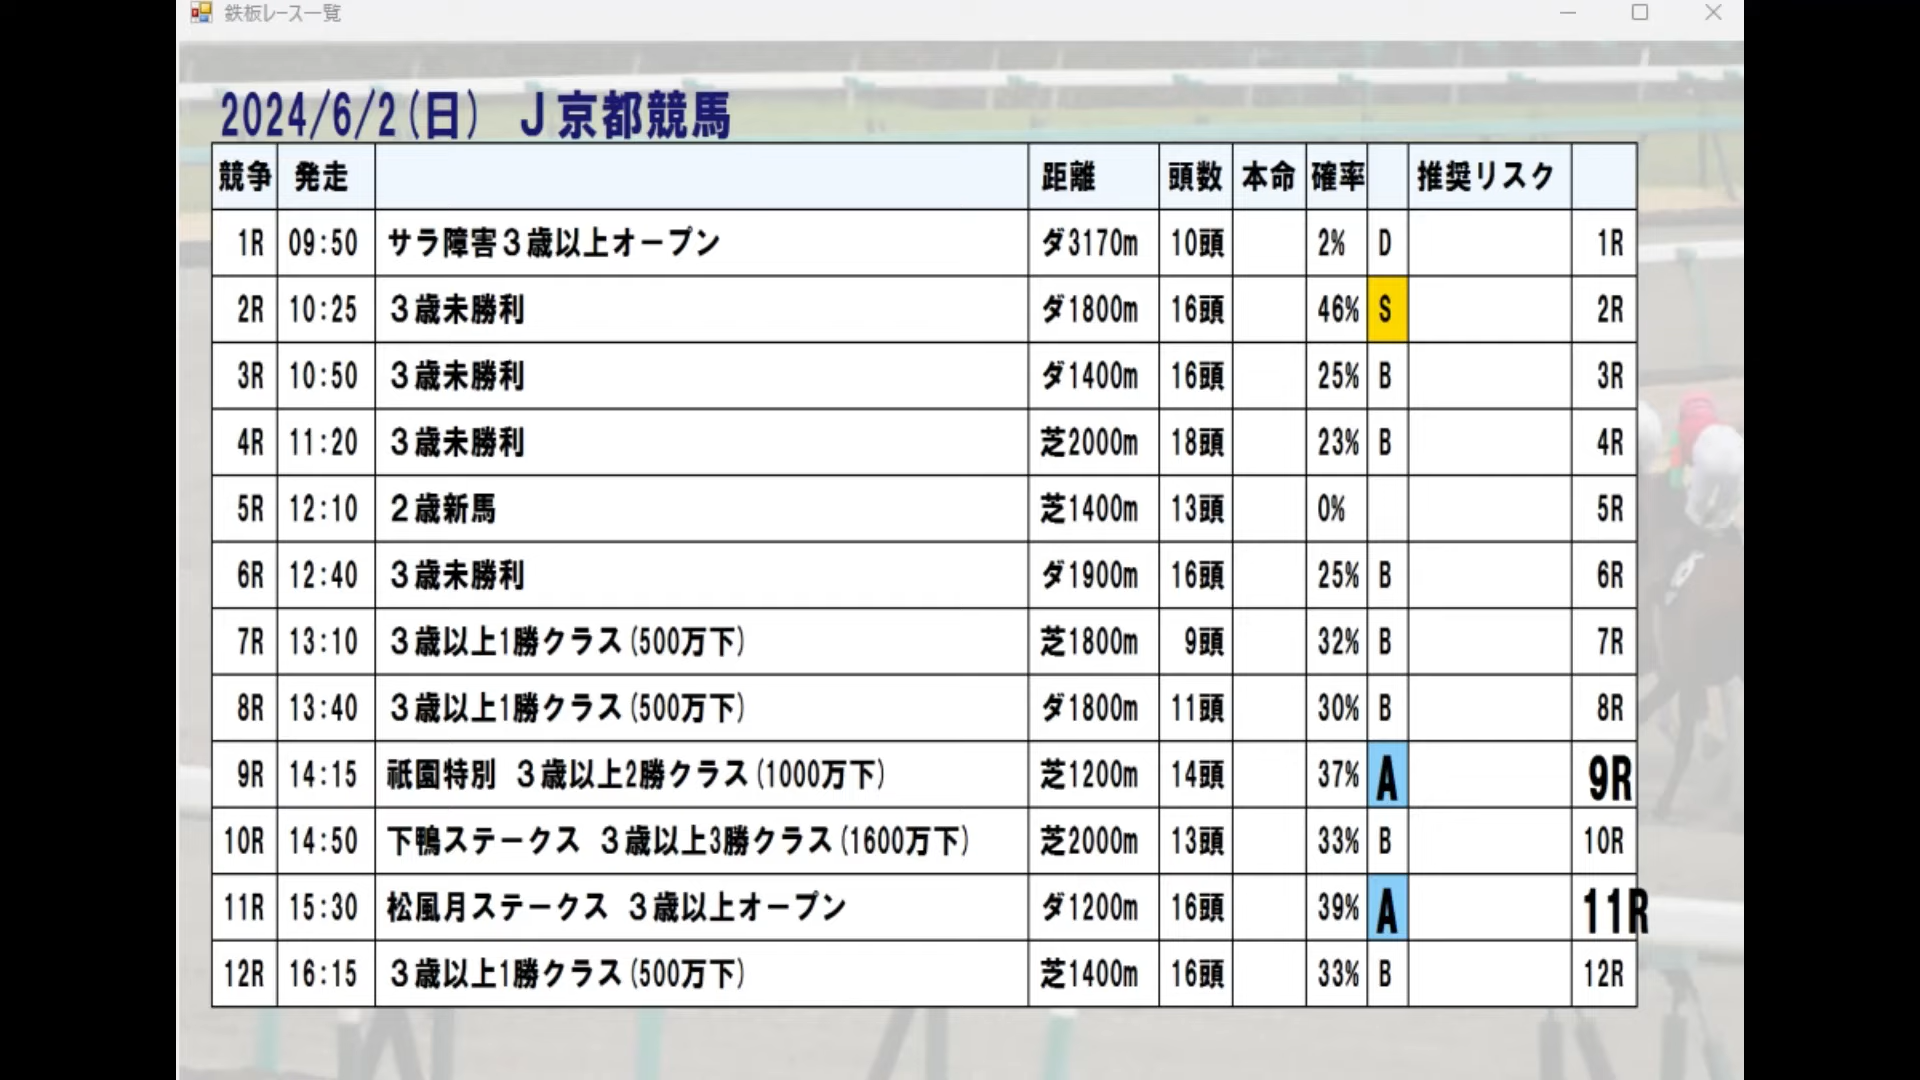 鉄板レース一覧
2024/6/2(日) J京都競馬
競争 発走 距離 頭数 本命 確率 推奨リスク
1R 09:50 サラ障害３歳以上オープン ダ3170m 10頭 2% D 1R
2R 10:25 ３歳未勝利 ダ1800m 16頭 46% S 2R
3R 10:50 ３歳未勝利 ダ1400m 16頭 25% B 3R
4R 11:20 ３歳未勝利 芝2000m 18頭 23% B 4R
5R 12:10 ２歳新馬 芝1400m 13頭 0% 5R
6R 12:40 ３歳未勝利 ダ1900m 16頭 25% B 6R
7R 13:10 ３歳以上1勝クラス(500万下) 芝1800m 9頭 32% B 7R
8R 13:40 ３歳以上1勝クラス(500万下) ダ1800m 11頭 30% B 8R
9R 14:15 祇園特別 ３歳以上2勝クラス(1000万下) 芝1200m 14頭 37% A 9R
10R 14:50 下鴨ステークス ３歳以上3勝クラス(1600万下) 芝2000m 13頭 33% B 10R
11R 15:30 松風月ステークス ３歳以上オープン ダ1200m 16頭 39% A 11R
12R 16:15 ３歳以上1勝クラス(500万下) 芝1400m 16頭 33% B 12R